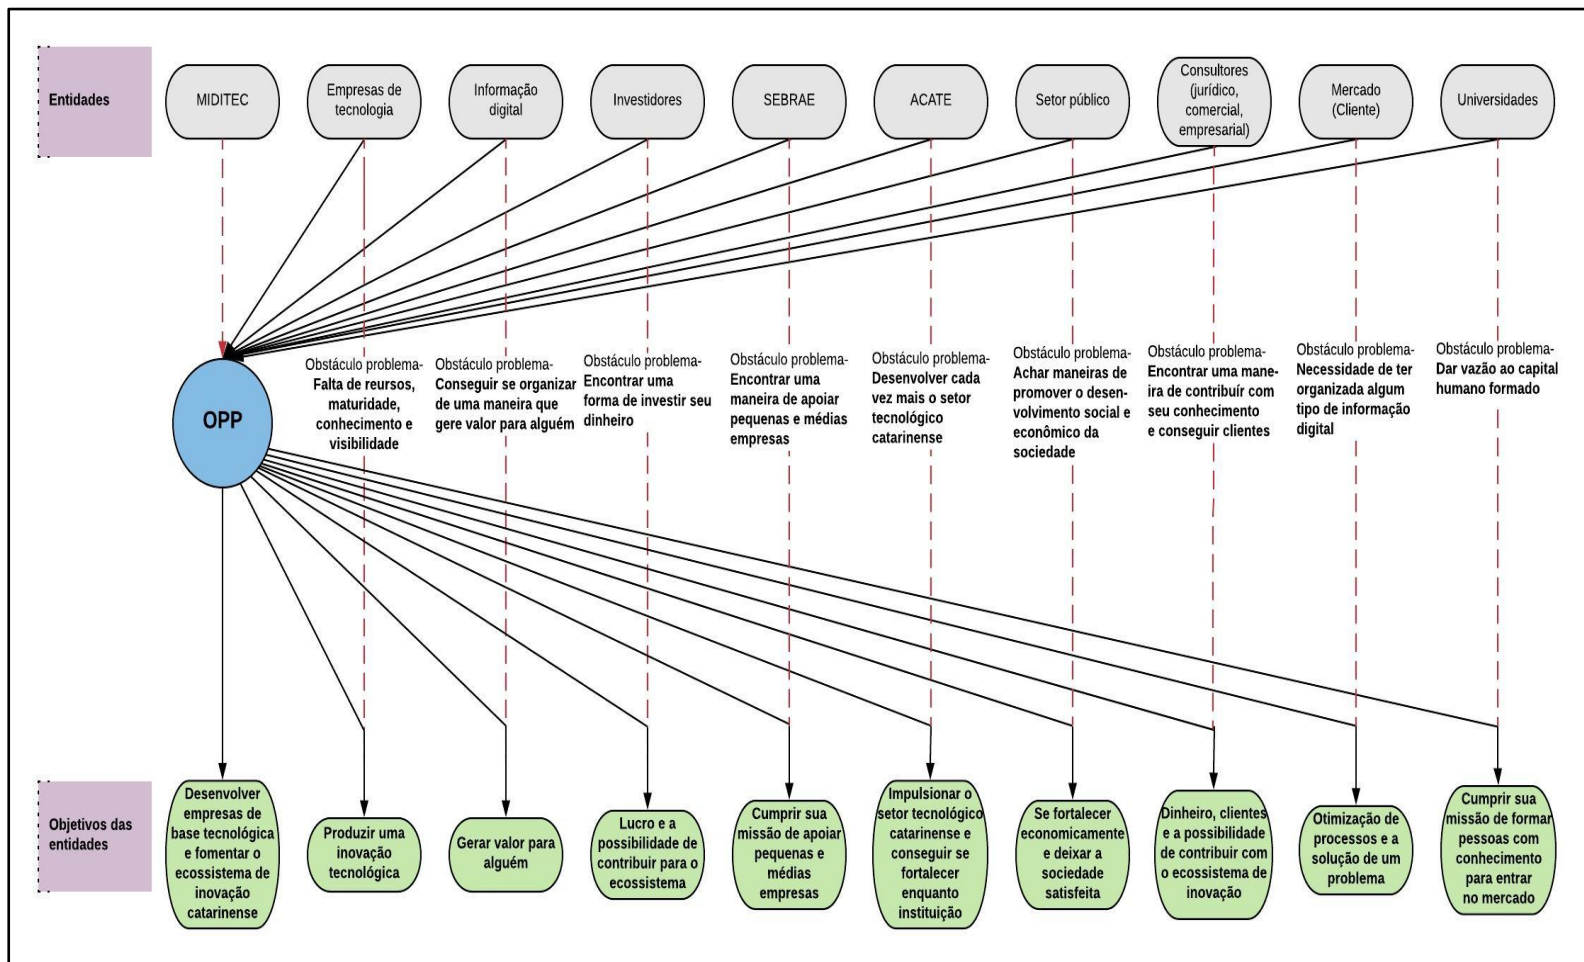 Entidades
MIDITEC
Empresas de
tecnologia
Informação
digital
Investidores
SEBRAE
ACATE
Setor público
Consultores
(jurídico,
comercial,
empresarial)
Mercado
(Cliente)
Universidades
OPP
Obstáculo problema-
Falta de reursos,
maturidade,
conhecimento e
visibilidade
Obstáculo problema-
Conseguir se organizar
de uma maneira que
gere valor para alguém
Obstáculo problema-
Encontrar uma
forma de investir seu
dinheiro
Obstáculo problema-
Encontrar uma
maneira de apoiar
pequenas e médias
empresas
Obstáculo problema-
Desenvolver cada
vez mais o setor
tecnológico
catarinense
Obstáculo problema-
Achar maneiras de
promover o desen-
volvimento social e
econômico da
sociedade
Obstáculo problema-
Encontrar uma mane-
ira de contribuír com
seu conhecimento
e conseguir clientes
Obstáculo problema-
Necessidade de ter
organizada algum
tipo de informação
digital
Obstáculo problema-
Dar vazão ao capital
humano formado
Objetivos das
entidades
Desenvolver
empresas de
base tecnológica
e fomentar o
ecossistema de
inovação
catarinense
Produzir uma
inovação
tecnológica
Gerar valor para
alguém
Lucro e a
possibilidade de
contribuir para o
ecossistema
Cumprir sua
missão de apoiar
pequenas e
médias
empresas
Impulsionar o
setor tecnológico
catarinense e
conseguir se
fortalecer
enquanto
instituição
Se fortalecer
economicamente
e deixar a
sociedade
satisfeita
Dinheiro, clientes
e a possibilidade
de contribuir com
o ecossistema de
inovação
Otimização de
processos e a
solução de um
problema
Cumprir sua
missão de formar
pessoas com
conhecimento
para entrar
no mercado